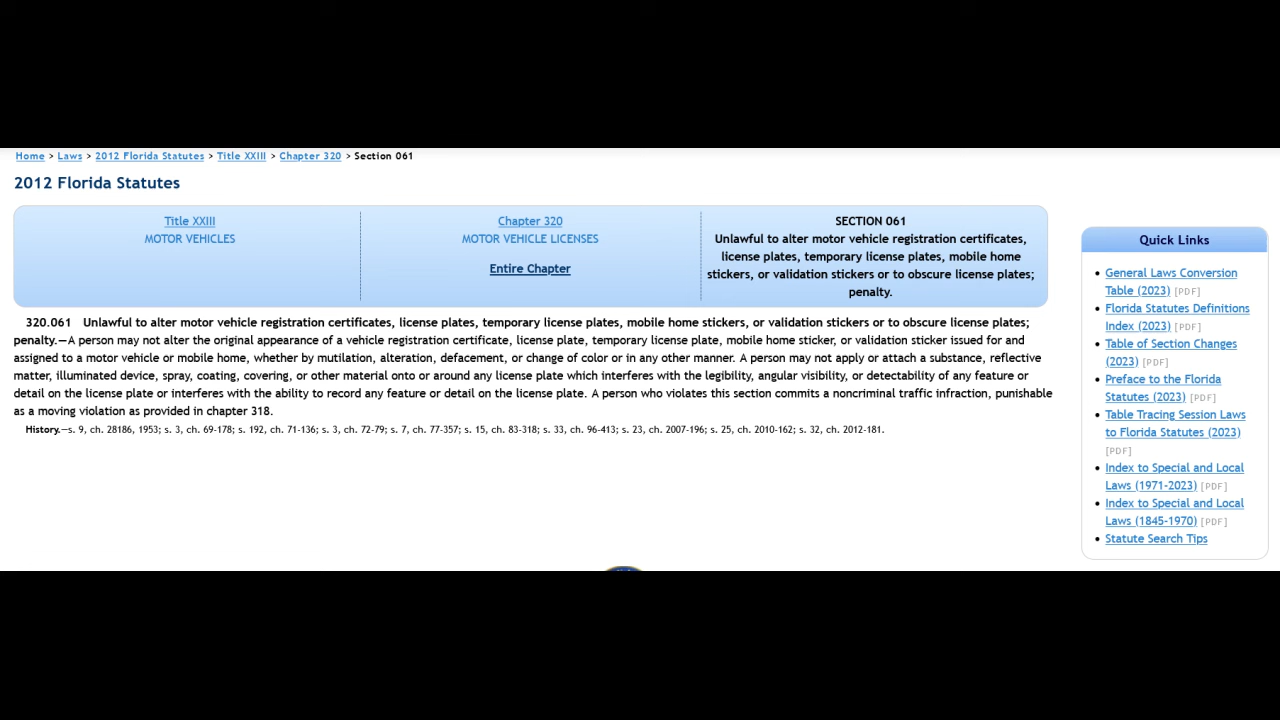 Home > Laws > 2012 Florida Statutes > Title XXIII > Chapter 320 > Section 061
2012 Florida Statutes
Title XXIII
MOTOR VEHICLES
Chapter 320
MOTOR VEHICLE LICENSES
Entire Chapter
SECTION 061
Unlawful to alter motor vehicle registration certificates,
license plates, temporary license plates, mobile home
stickers, or validation stickers or to obscure license plates;
penalty.
320.061 Unlawful to alter motor vehicle registration certificates, license plates, temporary license plates, mobile home stickers, or validation stickers or to obscure license plates;
penalty.—A person may not alter the original appearance of a vehicle registration certificate, license plate, temporary license plate, mobile home sticker, or validation sticker issued for and
assigned to a motor vehicle or mobile home, whether by mutilation, alteration, defacement, or change of color or in any other manner. A person may not apply or attach a substance, reflective
matter, illuminated device, spray, coating, covering, or other material onto or around any license plate which interferes with the legibility, angular visibility, or detectability of any feature or
detail on the license plate or interferes with the ability to record any feature or detail on the license plate. A person who violates this section commits a noncriminal traffic infraction, punishable
as a moving violation as provided in chapter 318.
History.—s. 9, ch. 28186, 1953; s. 3, ch. 69-178; s. 192, ch. 71-136; s. 3, ch. 72-79; s. 7, ch. 77-357; s. 15, ch. 83-318; s. 33, ch. 96-413; s. 23, ch. 2007-196; s. 25, ch. 2010-162; s. 32, ch. 2012-181.
Quick Links
• General Laws Conversion
Table (2023) [PDF]
• Florida Statutes Definitions
Index (2023) [PDF]
• Table of Section Changes
(2023) [PDF]
• Preface to the Florida
Statutes (2023) [PDF]
• Table Tracing Session Laws
to Florida Statutes (2023)
[PDF]
• Index to Special and Local
Laws (1971-2023) [PDF]
• Index to Special and Local
Laws (1845-1970) [PDF]
• Statute Search Tips